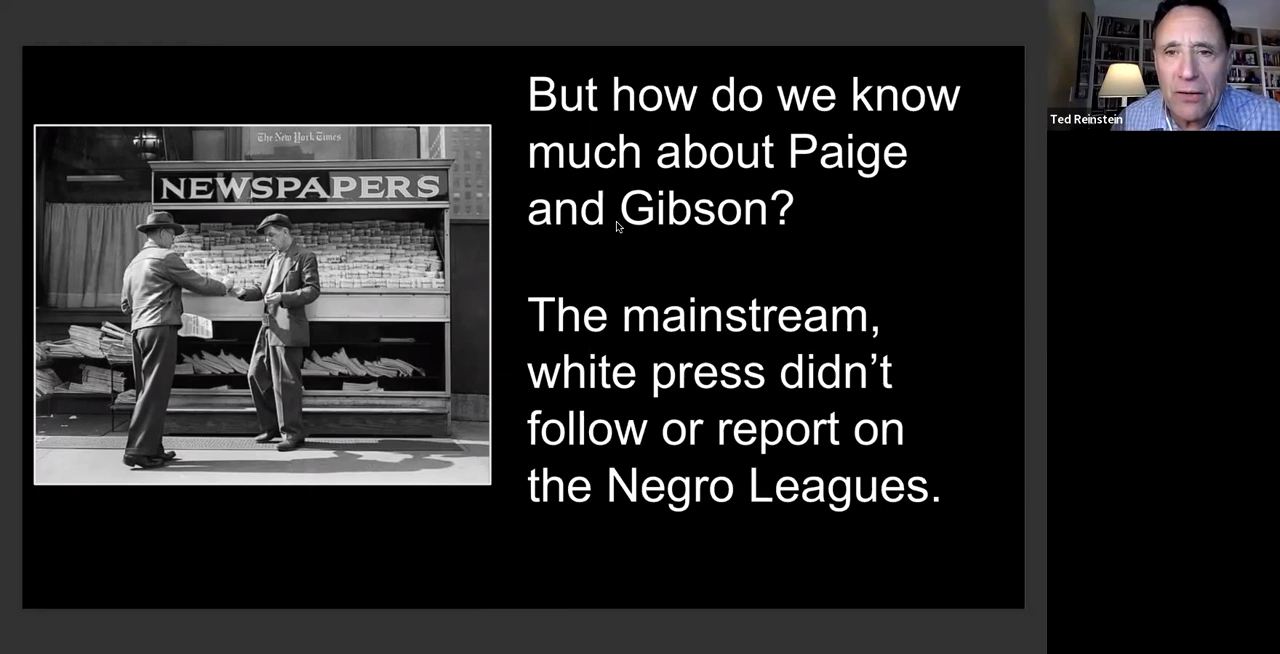 The New York Times
NEWSPAPERS
But how do we know
much about Paige
and Gibson?
The mainstream,
white press didn’t
follow or report on
the Negro Leagues.
Ted Reinstein